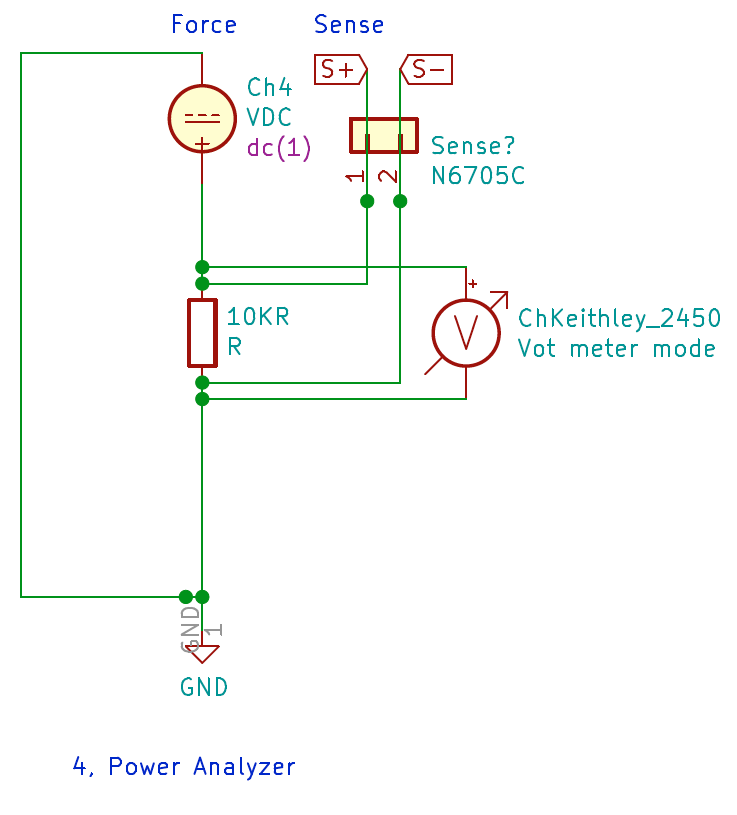 Force
Sense
S+
S-
Ch4
VDC
dc(1)
Sense?
N6705C
1
2
+
10KR
R
V
ChKeithley_2450
Vot meter mode
GND
1
GND
4, Power Analyzer